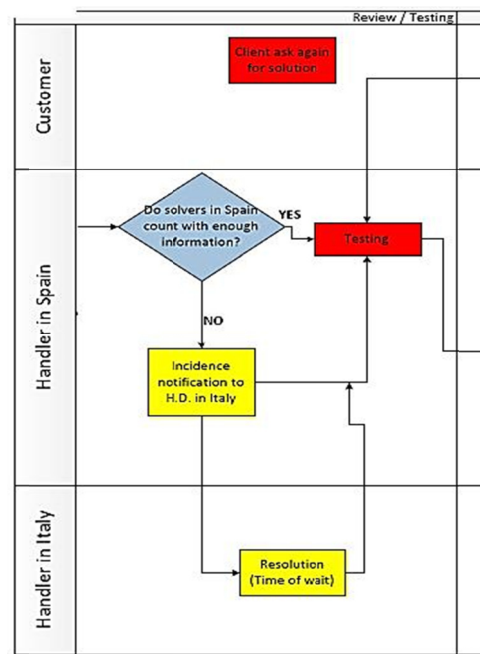 Review / Testing
Customer
Client ask again
for solution
Handler in Spain
Do solvers in Spain
count with enough
information?
YES
Testing
NO
Incidence
notification to
H.D. in Italy
Handler in Italy
Resolution
(Time of wait)